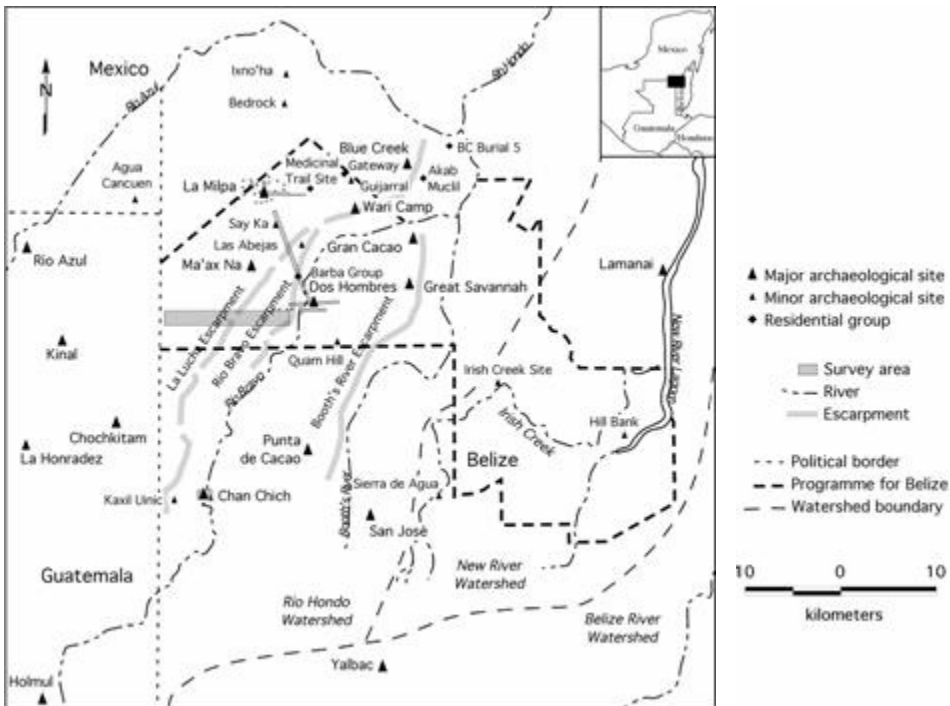 Mexico
N
Rio Azul
Ixno'ha
Bedrock
Rio Hondo
Mexico
Guatemala
Honduras
Agua
Cancuen
La Milpa
Medicinal
Trail Site
Blue Creek
Gateway
Guijarral
BC Burial 5
Akab
Muclil
Wari Camp
Say Ka
Las Abejas
Gran Cacao
Rio Azul
Ma'ax Na
Barba Group
Dos Hombres
Great Savannah
Lamanai
Kinal
La Lucha Escarpment
Rio Bravo Escarpment
Rio Bravo
Quam Hill
Booth's River Escarpment
Irish Creek Site
New River Lagoon
Chochkitam
La Honradez
Punta
de Cacao
Irish Creek
Hill Bank
Belize
Kaxil Uinic
Chan Chich
Booth's River
Sierra de Agua
San Josè
Guatemala
Rio Hondo
Watershed
New River
Watershed
Belize River
Watershed
Yalbac
Holmul
Major archaeological site
Minor archaeological site
Residential group
Survey area
River
Escarpment
Political border
Programme for Belize
Watershed boundary
10 0 10
kilometers